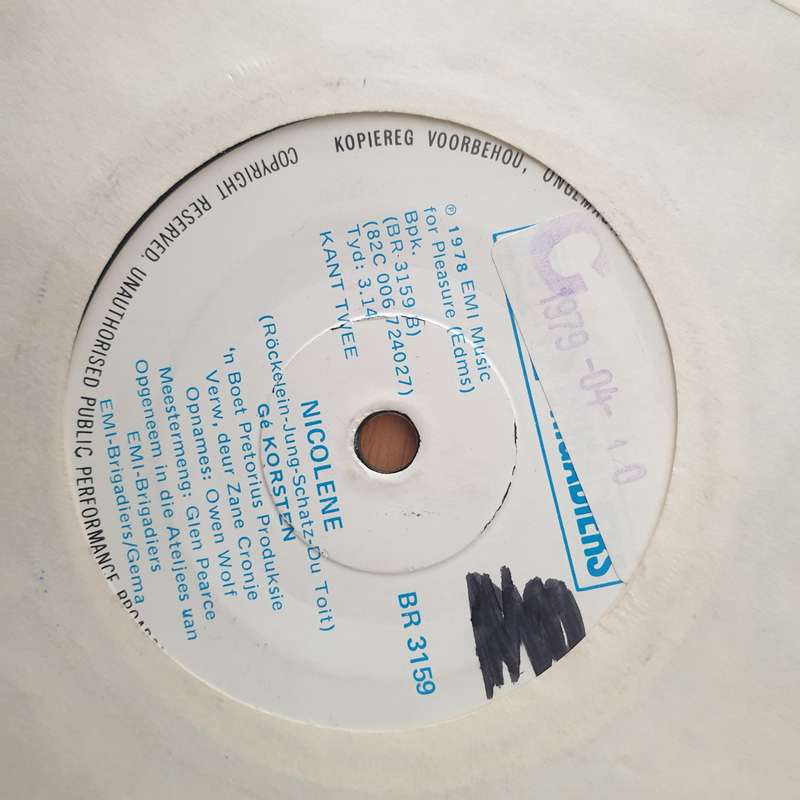 KOPIEREG VOORBEHOU,
COPYRIGHT RESERVED. UNAUTHORISED PUBLIC PERFORMANCE
1979-04-10
BR 3159
℗ 1978 EMI Music
for Pleasure (Edms)
Bpk.
(BR 3159 B)
(82C 006 724027)
Tyd: 3.14
KANT TWEE
NICOLENE
(Röckelein-Jung-Schatz-Du Toit)
Gé KORSTEN
'n Boet Pretorius Produksie
Verw, deur Zane Cronje
Opnames: Owen Wolf
Meestermeng: Glen Pearce
Opgeneem in die Ateljees van
EMI-Brigadiers
EMI-Brigadiers/Gema